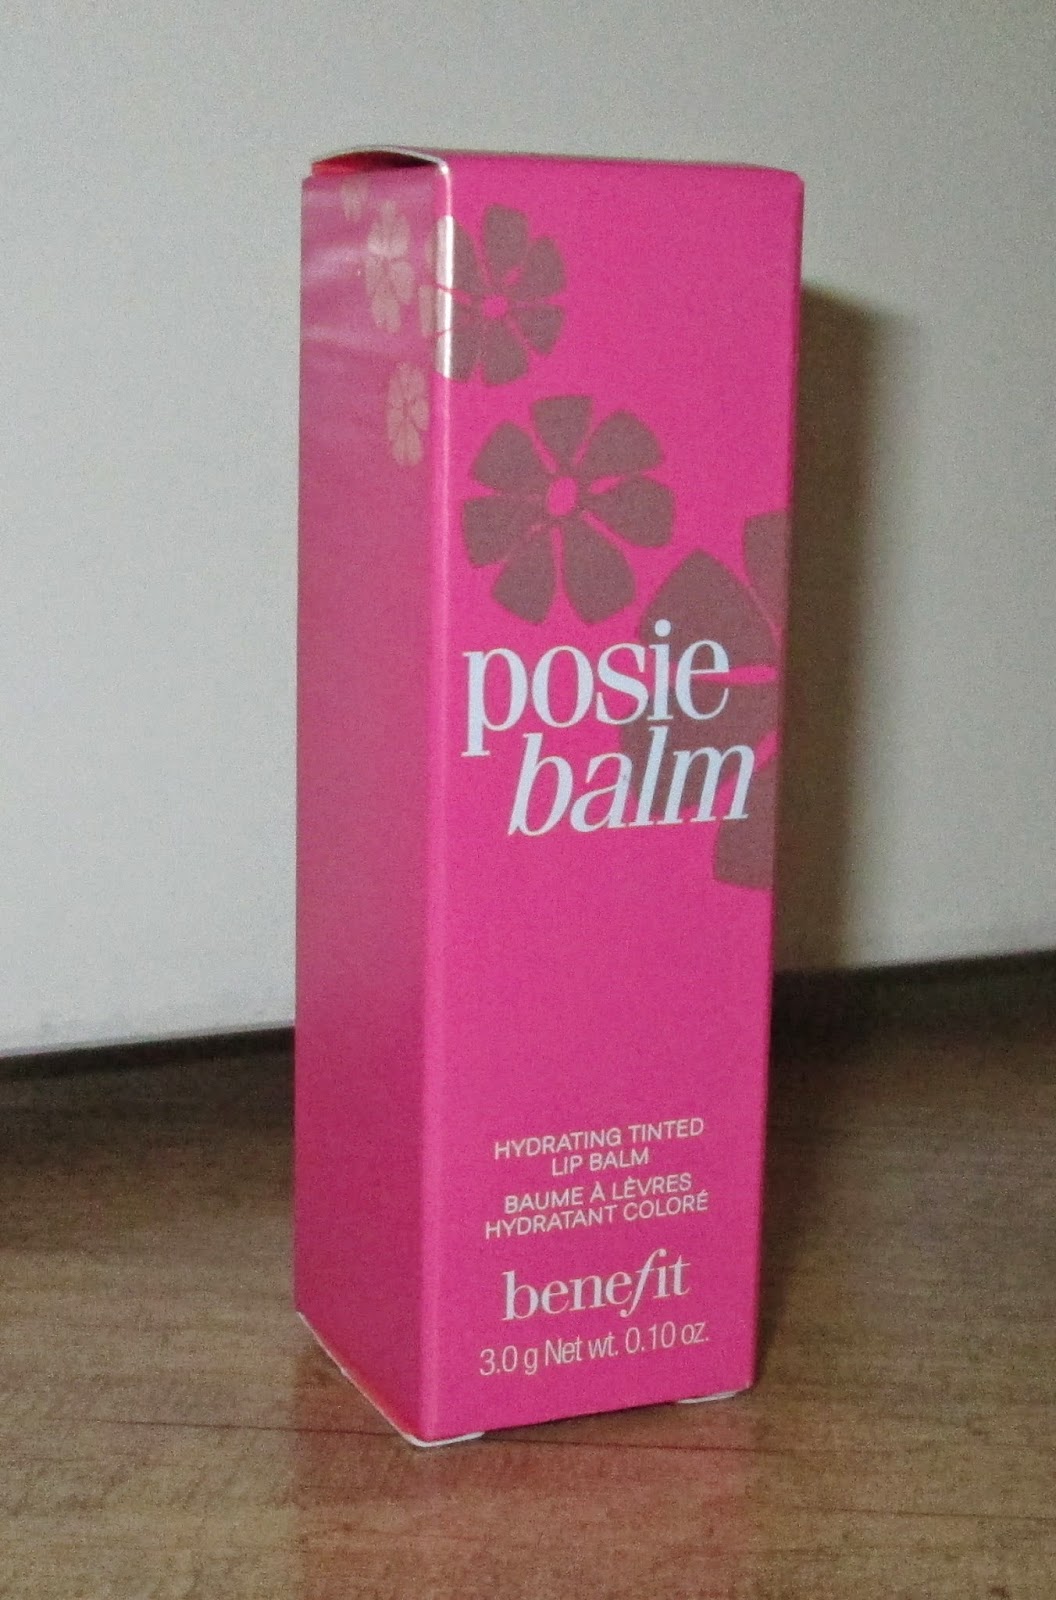 posie
balm
HYDRATING TINTED
LIP BALM
BAUME À LÈVRES
HYDRATANT COLORÉ
benefit
3.0 g Net wt. 0.10 oz.